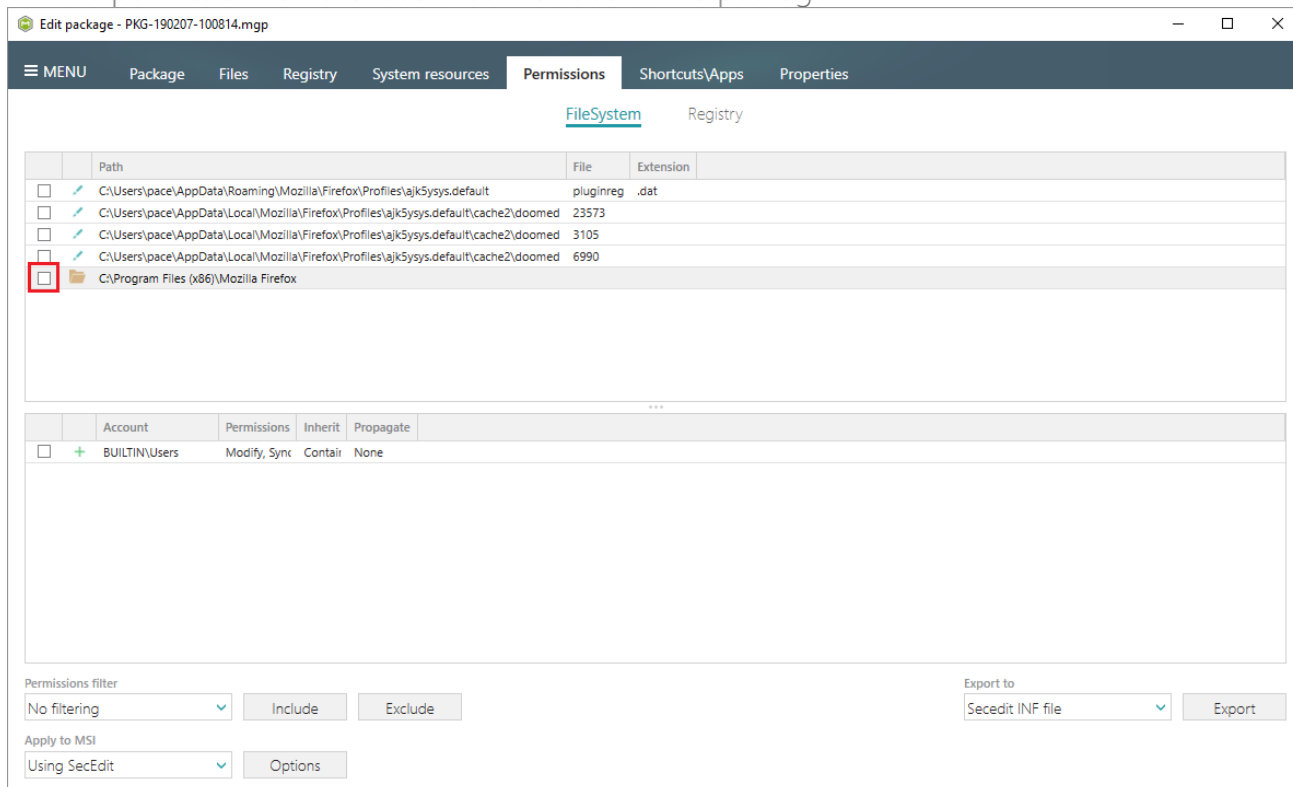 Edit package - PKG-190207-100814.mgp
MENU Package Files Registry System resources Permissions Shortcuts\Apps Properties
FileSystem Registry
Path File Extension
C:\Users\pace\AppData\Roaming\Mozilla\Firefox\Profiles\ajk5ysys.default pluginreg .dat
C:\Users\pace\AppData\Local\Mozilla\Firefox\Profiles\ajk5ysys.default\cache2\doomed 23573
C:\Users\pace\AppData\Local\Mozilla\Firefox\Profiles\ajk5ysys.default\cache2\doomed 3105
C:\Users\pace\AppData\Local\Mozilla\Firefox\Profiles\ajk5ysys.default\cache2\doomed 6990
C:\Program Files (x86)\Mozilla Firefox
Account Permissions Inherit Propagate
BUILTIN\Users Modify, Sync Contair None
Permissions filter Export to
No filtering Include Exclude Secedit INF file Export
Apply to MSI
Using SecEdit Options